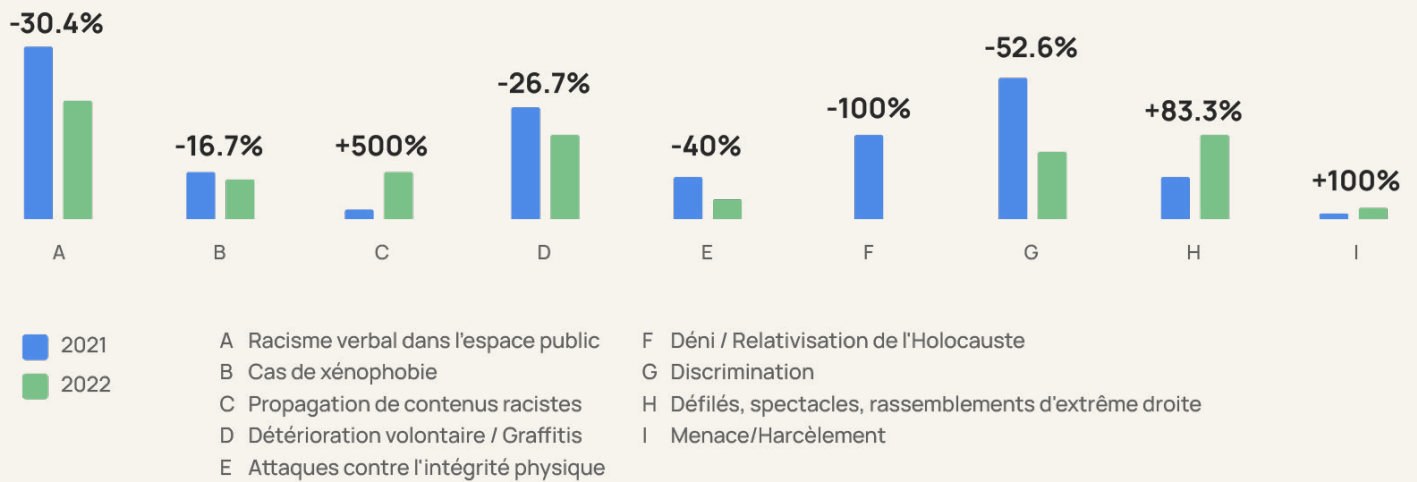 -30.4%
-16.7%
+500%
-26.7%
-40%
-100%
-52.6%
+83.3%
+100%
A
B
C
D
E
F
G
H
I
2021
2022
A Racisme verbal dans l'espace public
B Cas de xénophobie
C Propagation de contenus racistes
D Détérioration volontaire / Graffitis
E Attaques contre l'intégrité physique
F Déni / Relativisation de l'Holocauste
G Discrimination
H Défilés, spectacles, rassemblements d'extrême droite
I Menace/Harcèlement